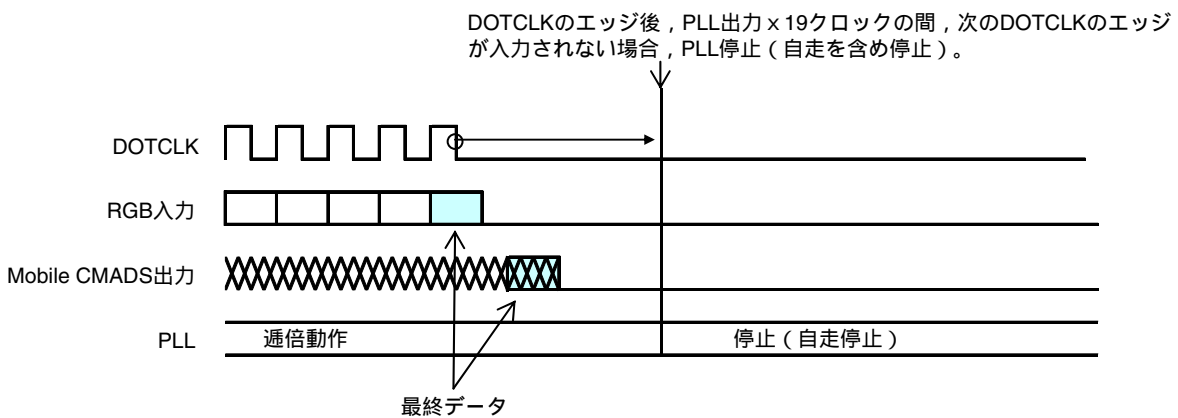 DOTCLKのエッジ後,PLL出力x19クロックの間,次のDOTCLKのエッジ
が入力されない場合,PLL停止(自走を含め停止)。
DOTCLK
RGB入力
Mobile CMADS出力
PLL
逓倍動作
停止(自走停止)
最終データ